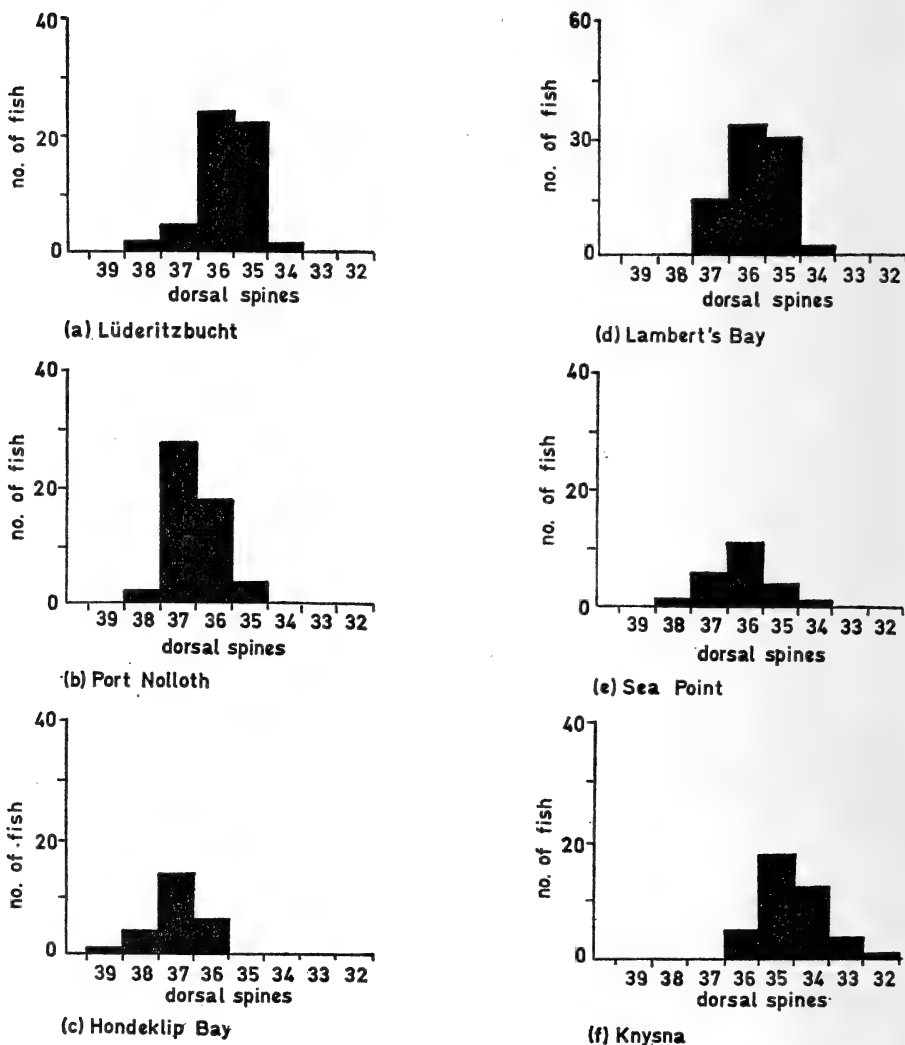 40
20
0
no. of fish
39 38 37 36 35 34 33 32
dorsal spines
(a) Lüderitzbucht
40
20
0
no. of fish
39 38 37 36 35 34 33 32
dorsal spines
(b) Port Nolloth
40
20
0
no. of fish
39 38 37 36 35 34 33 32
dorsal spines
(c) Hondeklip Bay
60
30
0
no. of fish
39 38 37 36 35 34 33 32
dorsal spines
(d) Lambert's Bay
40
20
0
no. of fish
39 38 37 36 35 34 33 32
dorsal spines
(e) Sea Point
40
20
0
no. of fish
39 38 37 36 35 34 33 32
dorsal spines
(f) Knysna